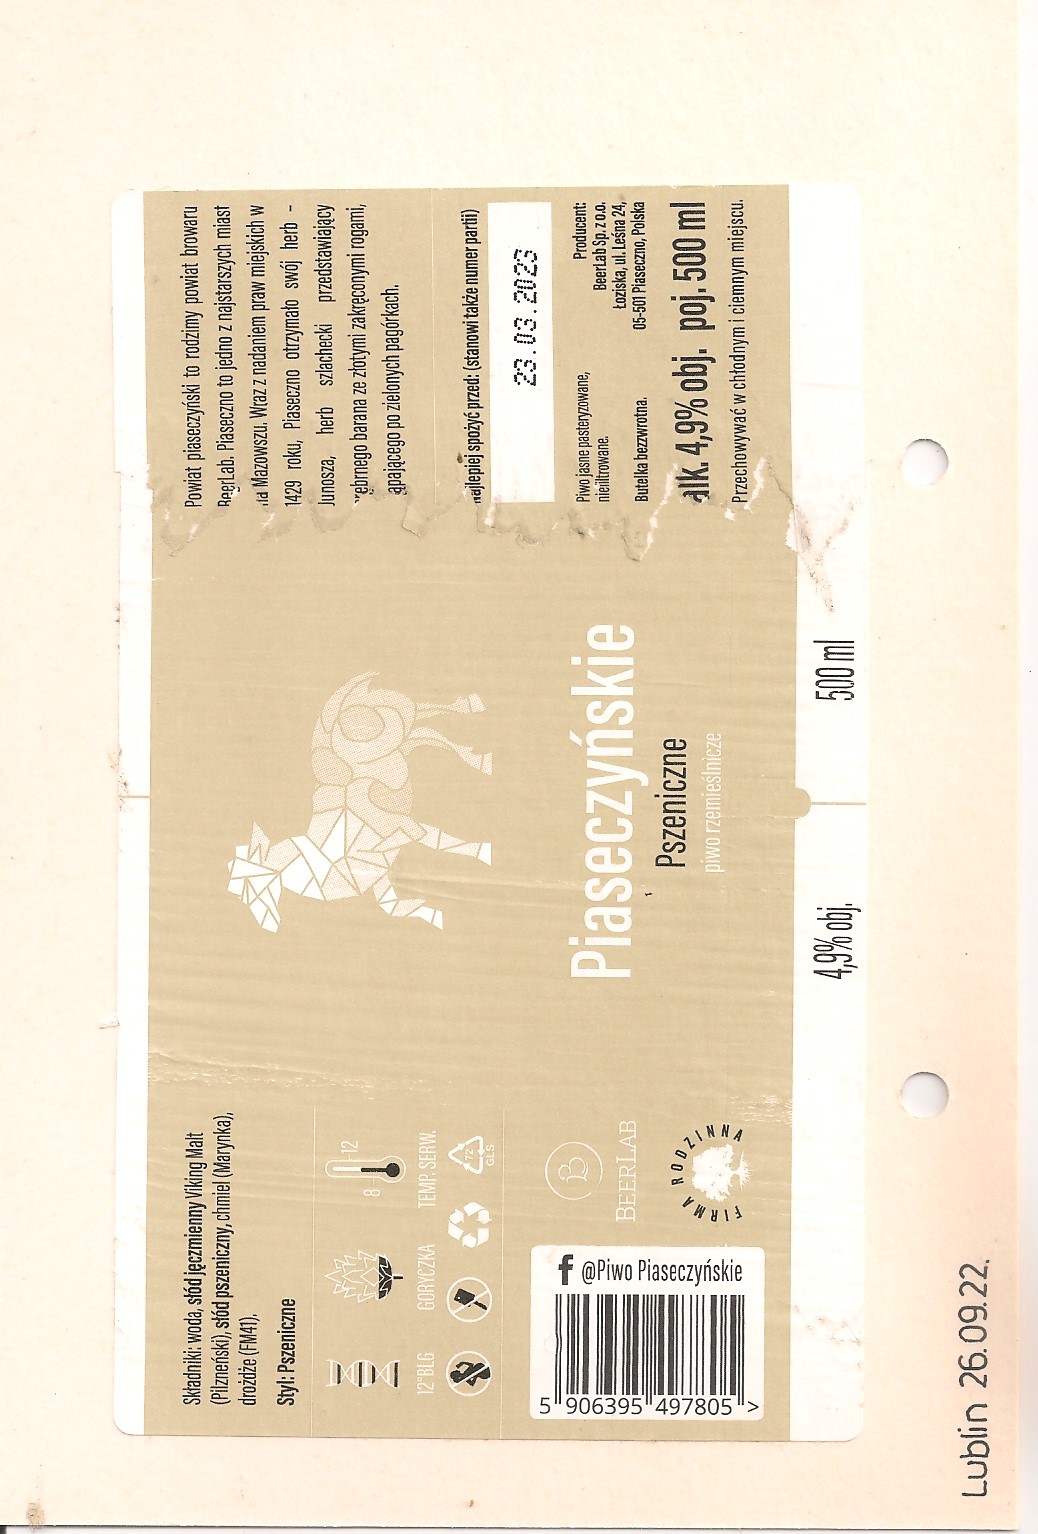 Składniki: woda, słód jęczmienny Viking Malt
(Pilzneński), słód pszeniczny, chmiel (Marynka),
drożdże (FM41).
Styl: Pszeniczne
8
12
12°BLG
GORYCZKA
TEMP. SERW.
72
GLS
BEERLAB
FIRMA RODZINNA
@Piwo Piaseczyńskie
5 906395 497805 >
Piaseczyńskie
Pszeniczne
piwo rzemieślnicze
4,9% obj.
500 ml
Powiat piaseczyński to rodzimy powiat browaru
BeerLab. Piaseczno to jedno z najstarszych miast
na Mazowszu. Wraz z nadaniem praw miejskich w
1429 roku, Piaseczno otrzymało swój herb -
Junosza, herb szlachecki przedstawiający
srebrnego barana ze złotymi zakręconymi rogami,
łapającego po zielonych pagórkach.
najlepiej spożyć przed: (stanowi także numer partii)
23.03.2023
Piwo jasne pasteryzowane,
niefiltrowane.
Butelka bezzwrotna.
Producent:
BeerLab Sp. z o.o.
Łoziska, ul. Leśna 24,
05-501 Piaseczno, Polska
alk. 4,9% obj. poj. 500 ml
Przechowywać w chłodnym i ciemnym miejscu.
Lublin 26.09.22.